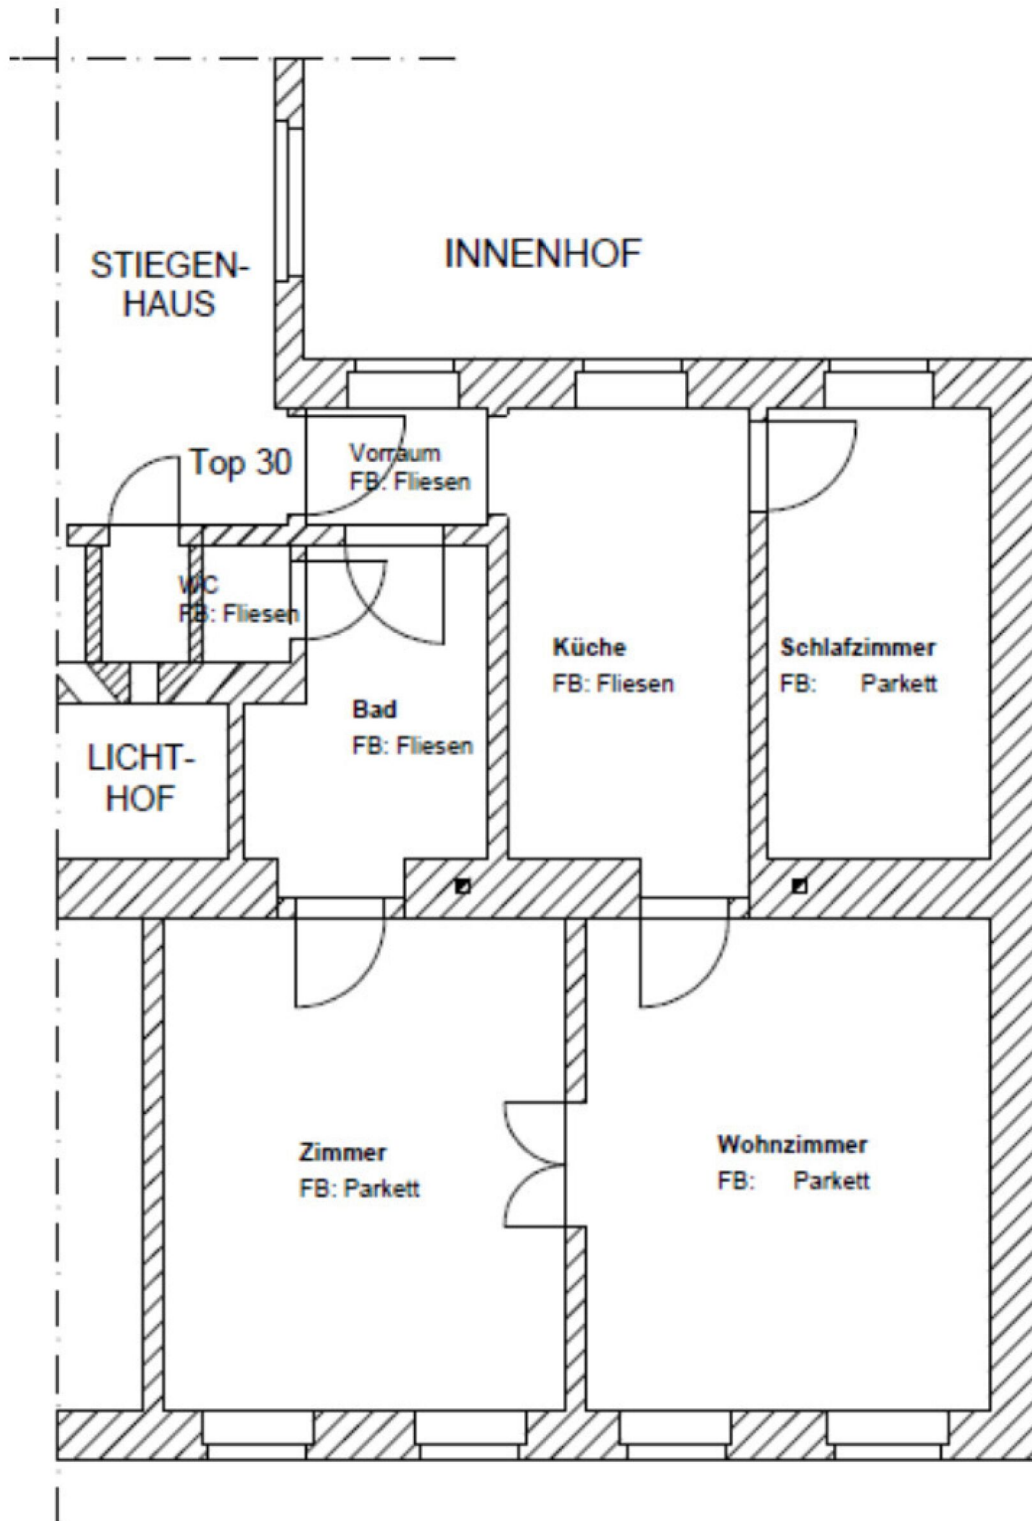 STIEGEN-
HAUS
INNENHOF
Top 30
Vorraum
FB: Fliesen
WC
FB: Fliesen
Küche
FB: Fliesen
Schlafzimmer
FB: Parkett
Bad
FB: Fliesen
LICHT-
HOF
Zimmer
FB: Parkett
Wohnzimmer
FB: Parkett